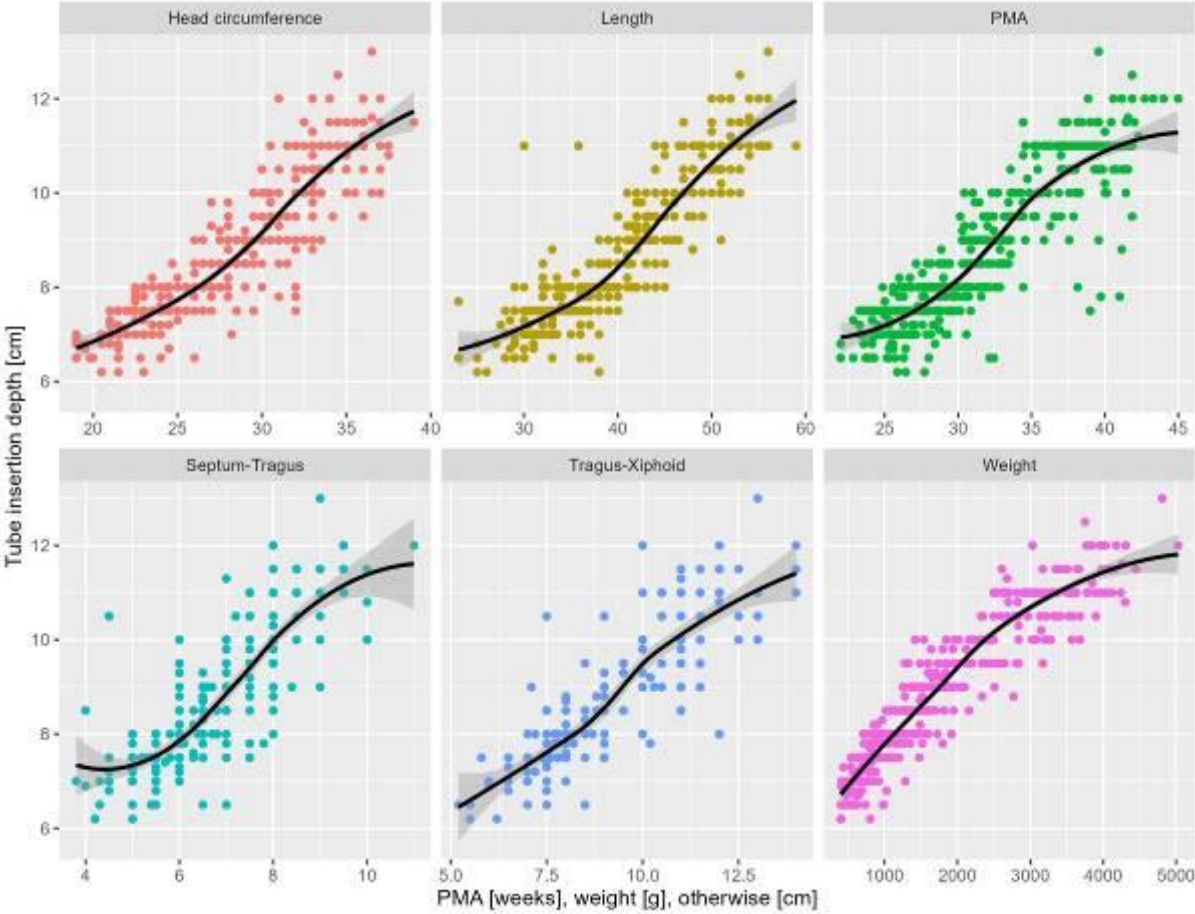 Head circumference
Length
PMA
12
10
8
6
20 25 30 35 40
30 40 50 60
25 30 35 40 45
Tube insertion depth [cm]
Septum-Tragus
Tragus-Xiphoid
Weight
12
10
8
6
4 6 8 10
5.0 7.5 10.0 12.5
1000 2000 3000 4000 5000
PMA [weeks], weight [g], otherwise [cm]